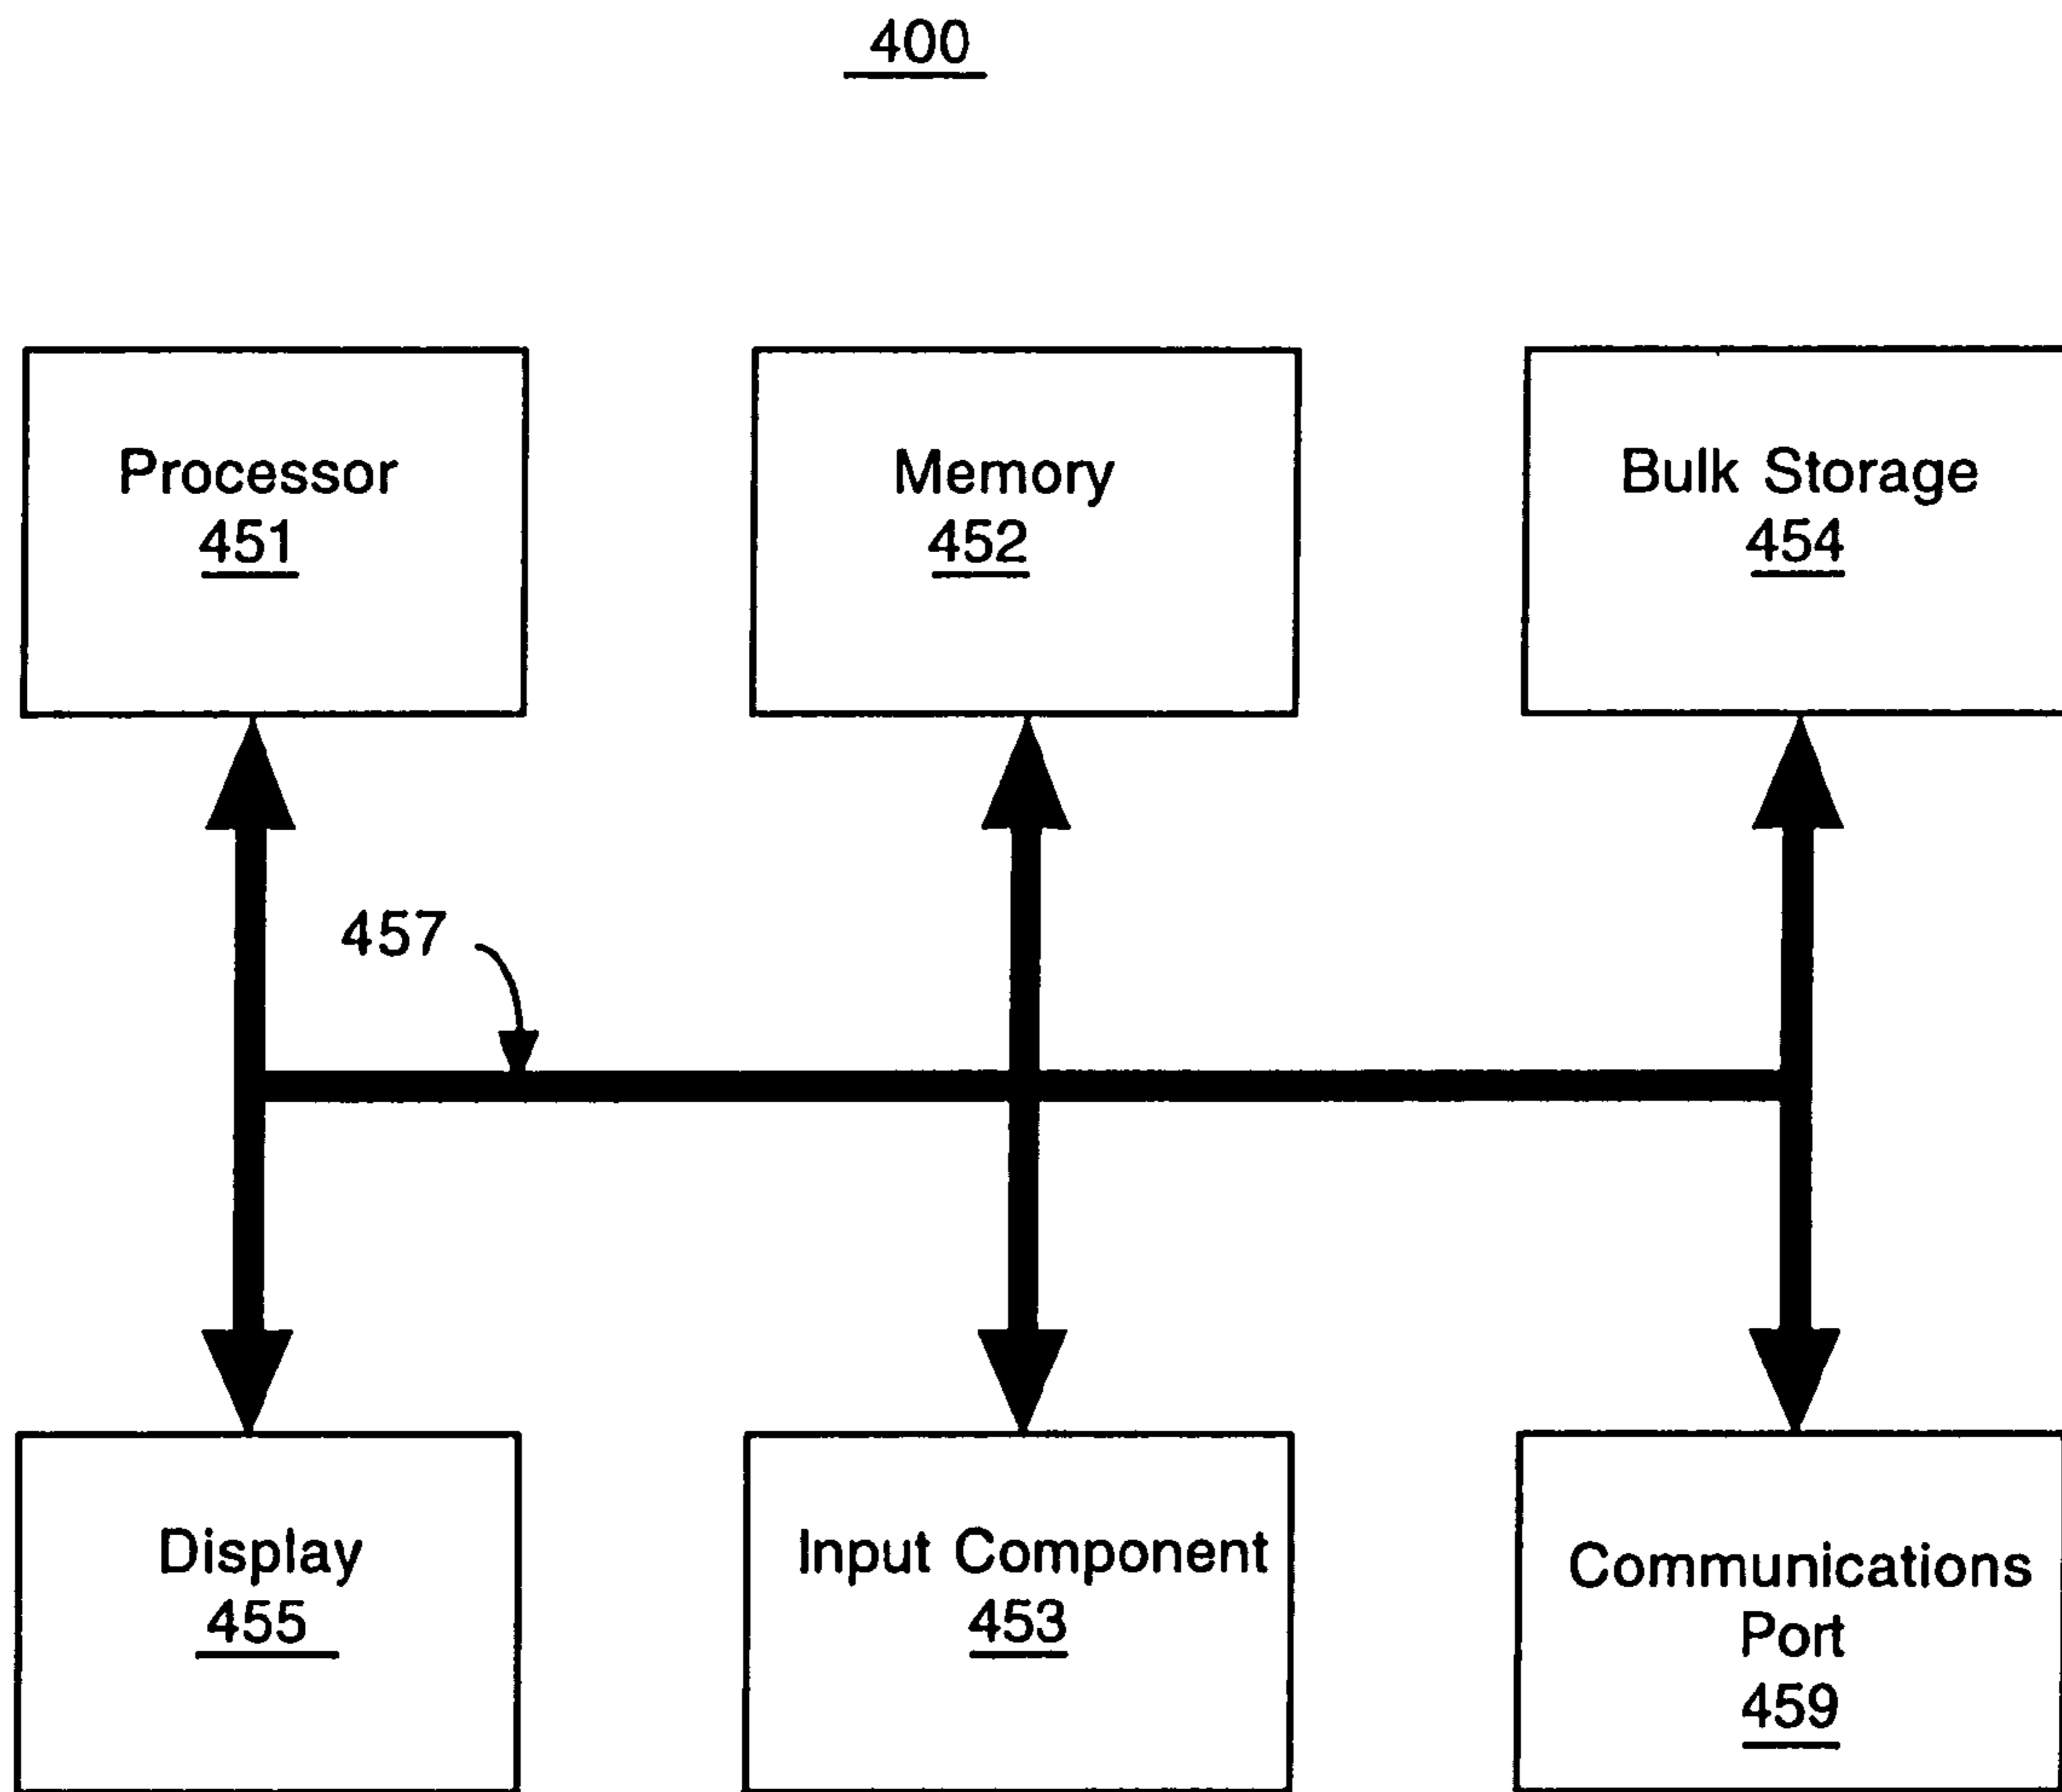 400
Processor
451
Memory
452
Bulk Storage
454
457
Display
455
Input Component
453
Communications
Port
459